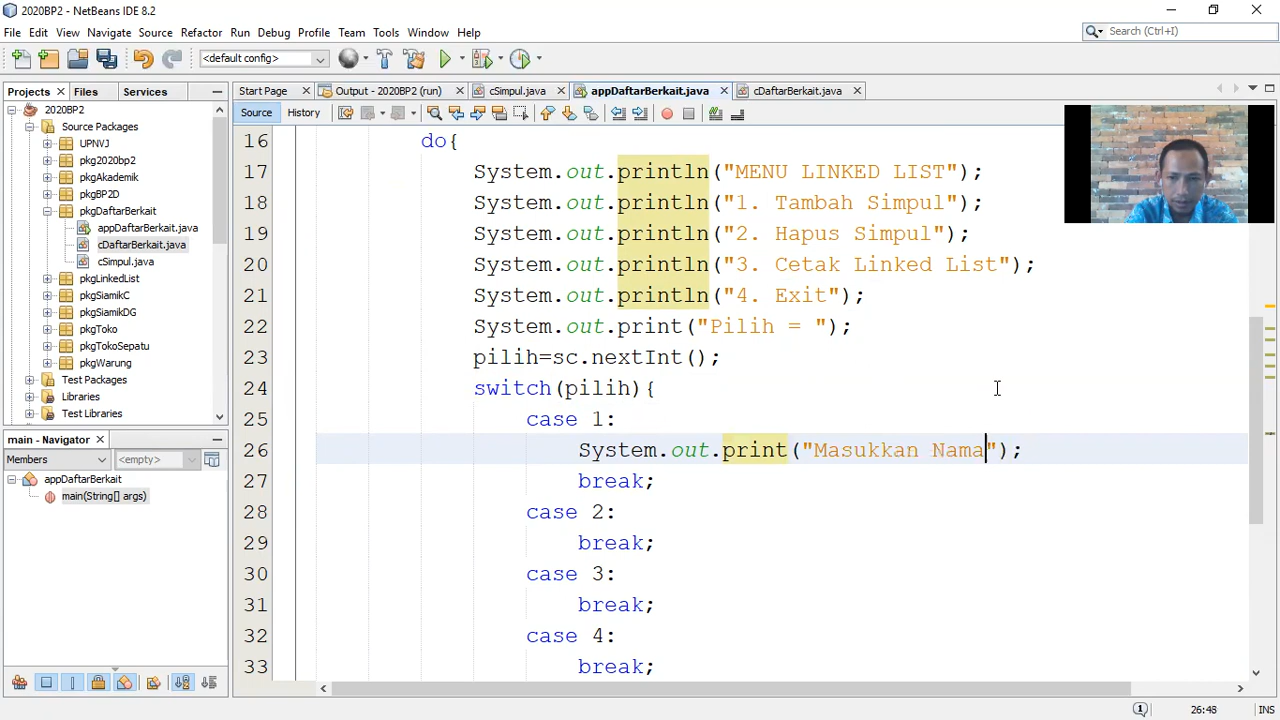 2020BP2 - NetBeans IDE 8.2
File Edit View Navigate Source Refactor Run Debug Profile Team Tools Window Help
Search (Ctrl+I)
<default config>
Projects Files Services
Start Page Output - 2020BP2 (run) cSimpul.java appDaftarBerkait.java cDaftarBerkait.java
Source History
2020BP2
Source Packages
UPNVJ
pkg2020bp2
pkgAkademik
pkgBP2D
pkgDaftarBerkait
appDaftarBerkait.java
cDaftarBerkait.java
cSimpul.java
pkgLinkedList
pkgSiamikC
pkgSiamikDG
pkgToko
pkgTokoSepatu
pkgWarung
Test Packages
Libraries
Test Libraries
main - Navigator
Members <empty>
appDaftarBerkait
main(String[] args)
16 do{
17 System.out.println("MENU LINKED LIST");
18 System.out.println("1. Tambah Simpul");
19 System.out.println("2. Hapus Simpul");
20 System.out.println("3. Cetak Linked List");
21 System.out.println("4. Exit");
22 System.out.print("Pilih = ");
23 pilih=sc.nextInt();
24 switch(pilih){
25 case 1:
26 System.out.print("Masukkan Nama");
27 break;
28 case 2:
29 break;
30 case 3:
31 break;
32 case 4:
33 break;
26:48 INS